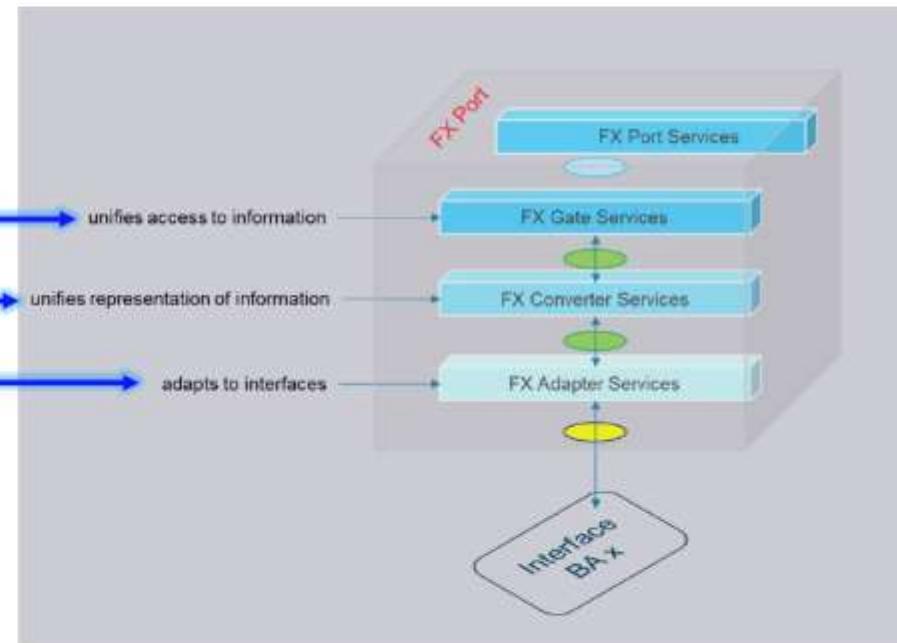 FX Port
FX Port Services
unifies access to information
FX Gate Services
unifies representation of information
FX Converter Services
adapts to interfaces
FX Adapter Services
Interface
BA x